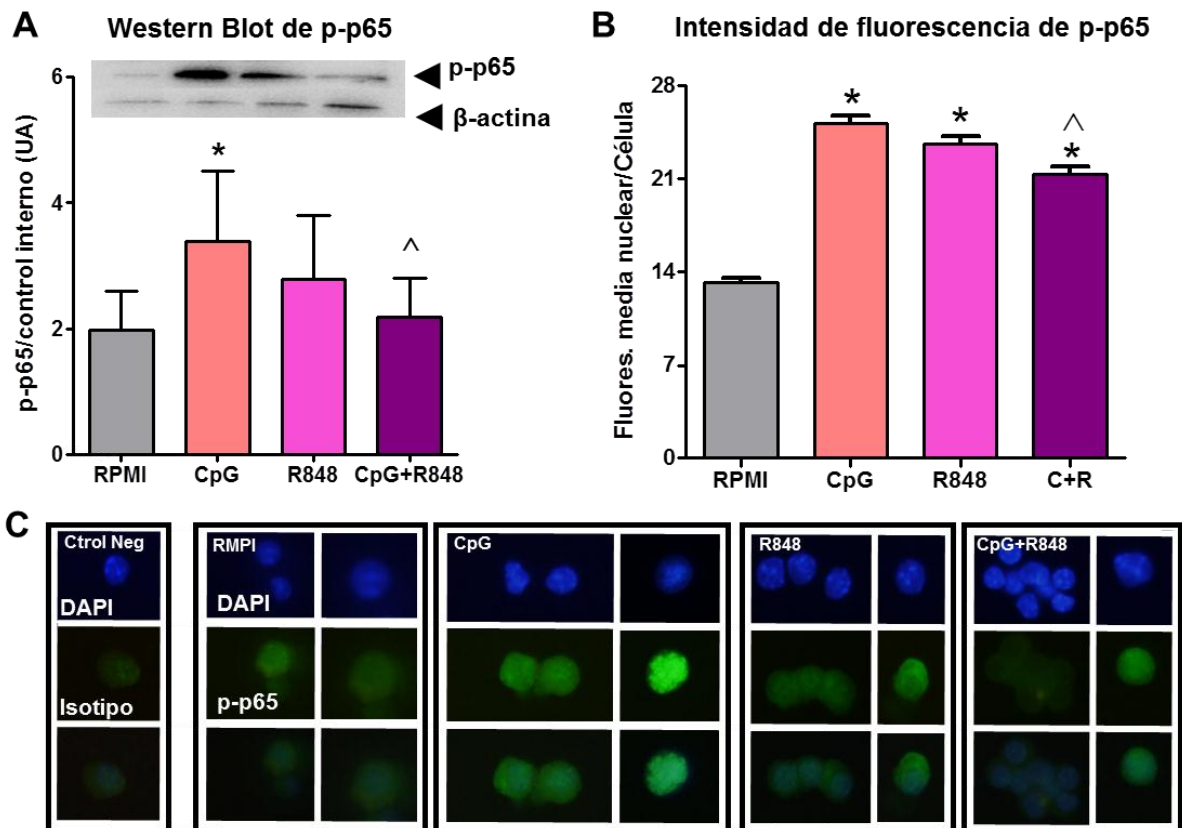 A
Western Blot de p-p65
p-p65/control interno (UA)
6
4
2
0
p-p65
β-actina
*
^
RPMI
CpG
R848
CpG+R848
B
Intensidad de fluorescencia de p-p65
Fluores. media nuclear/Célula
28
21
14
7
0
*
*
^
*
RPMI
CpG
R848
C+R
C
Ctrol Neg
DAPI
Isotipo
RMPI
DAPI
p-p65
CpG
R848
CpG+R848